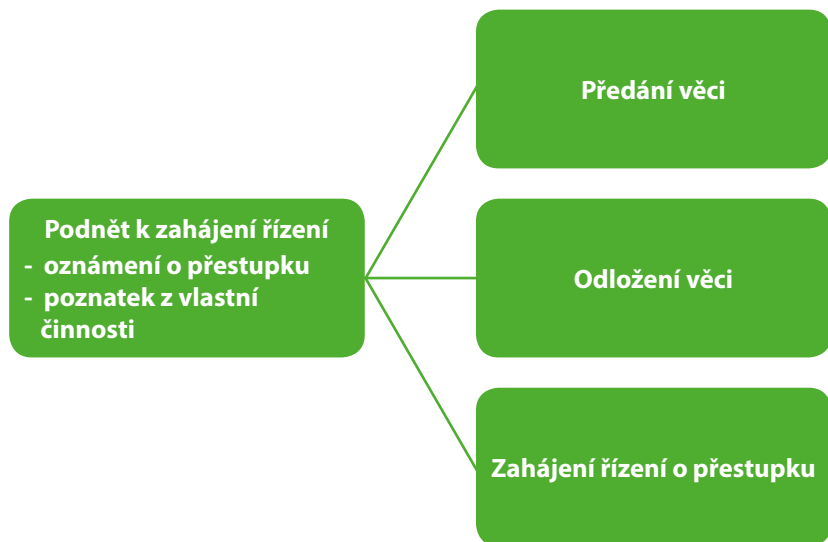 Podnět k zahájení řízení
- oznámení o přestupku
- poznatek z vlastní
činnosti
Předání věci
Odložení věci
Zahájení řízení o přestupku